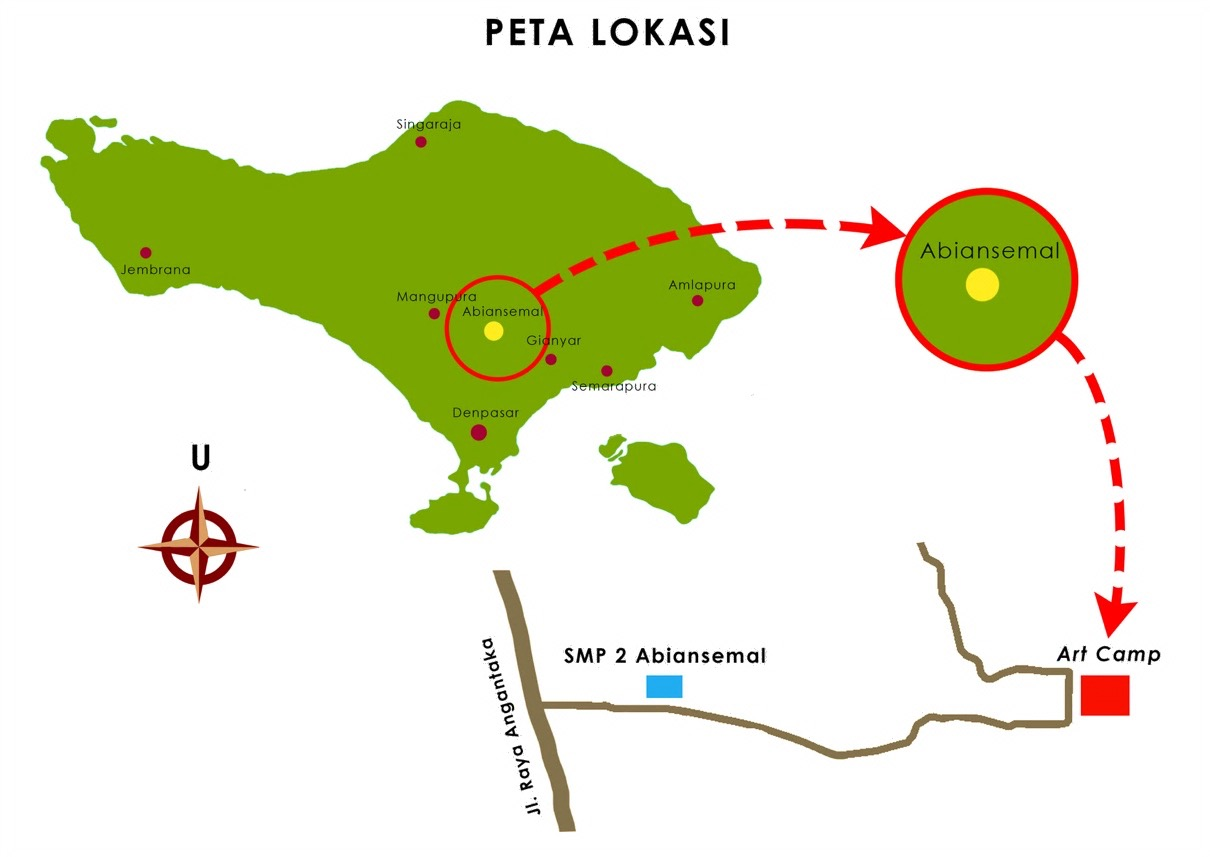 PETA LOKASI
Singaraja
Jembrana
Mangupura
Abiansemal
Gianyar
Amlapura
Semarapura
Denpasar
Abiansemal
U
Jl. Raya Angantaka
SMP 2 Abiansemal
Art Camp